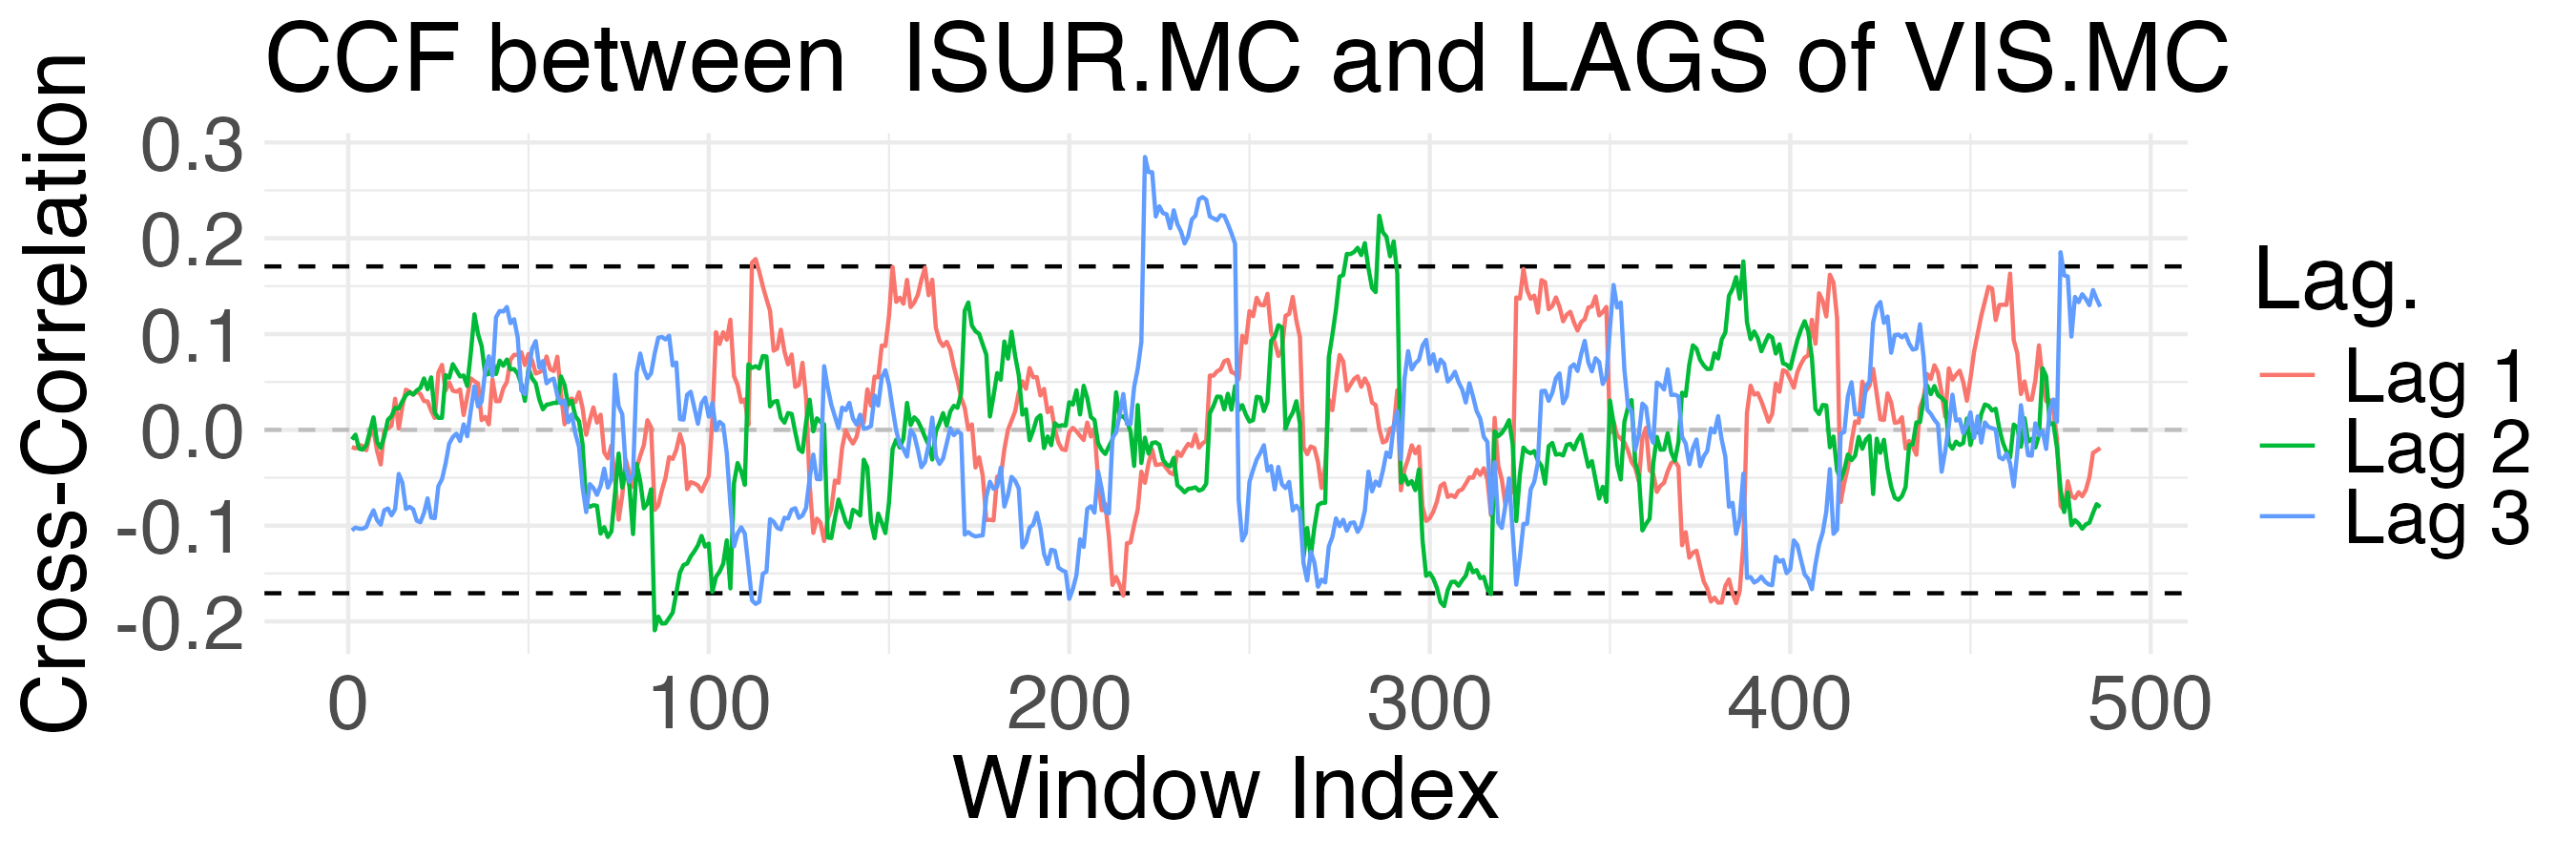 CCF between  ISUR.MC and LAGS of VIS.MC
Cross-Correlation
0.3
0.2
0.1
0.0
-0.1
-0.2
0 100 200 300 400 500
Window Index
Lag.
Lag 1
Lag 2
Lag 3